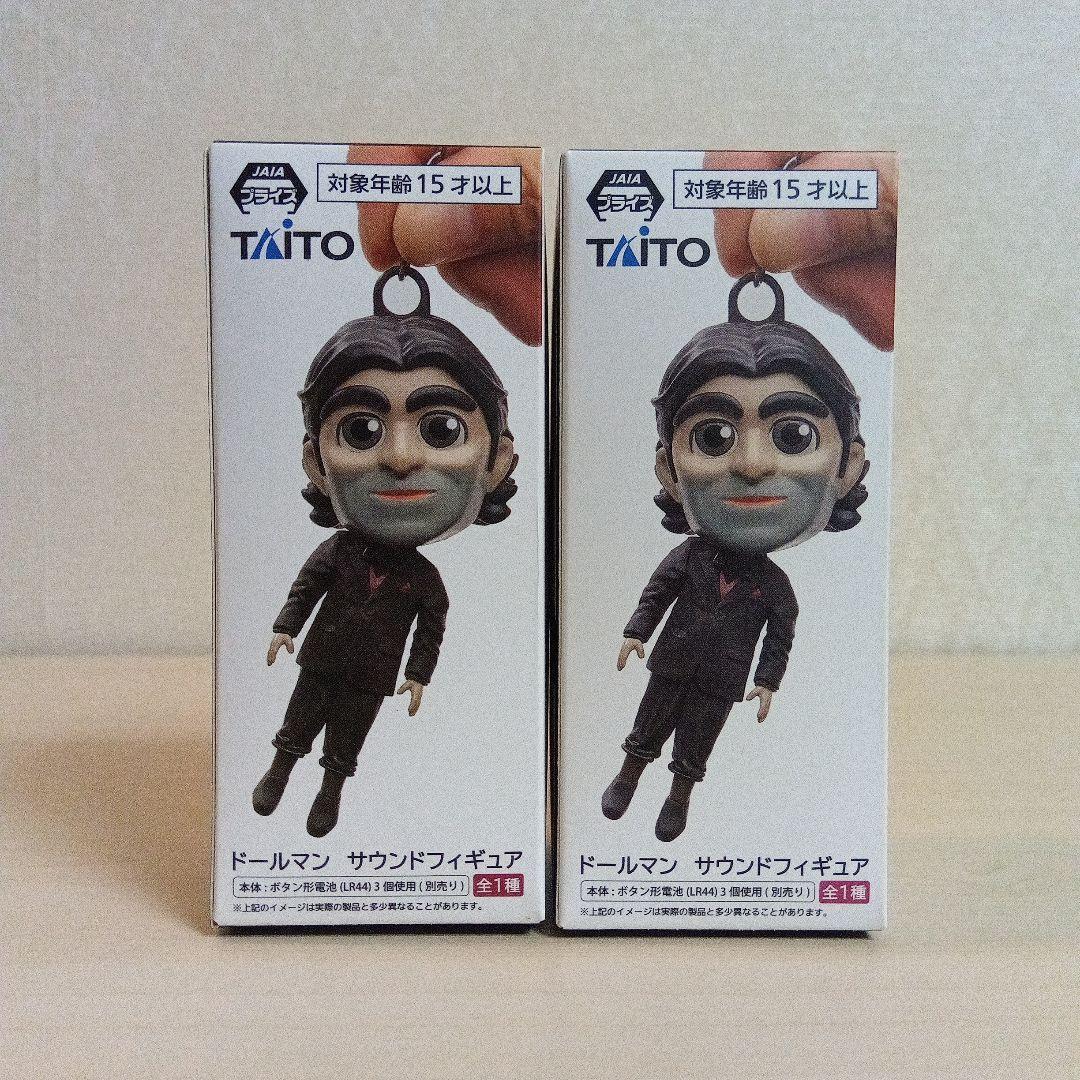 JAIA
プライズ
対象年齢 15 才以上
TAiTO
ドールマン サウンドフィギュア
本体 : ボタン形電池 (LR44) 3 個使用 ( 別売り )
全1種
※上記のイメージは実際の製品と多少異なることがあります。
JAIA
プライズ
対象年齢 15 才以上
TAiTO
ドールマン サウンドフィギュア
本体 : ボタン形電池 (LR44) 3 個使用 ( 別売り )
全1種
※上記のイメージは実際の製品と多少異なることがあります。